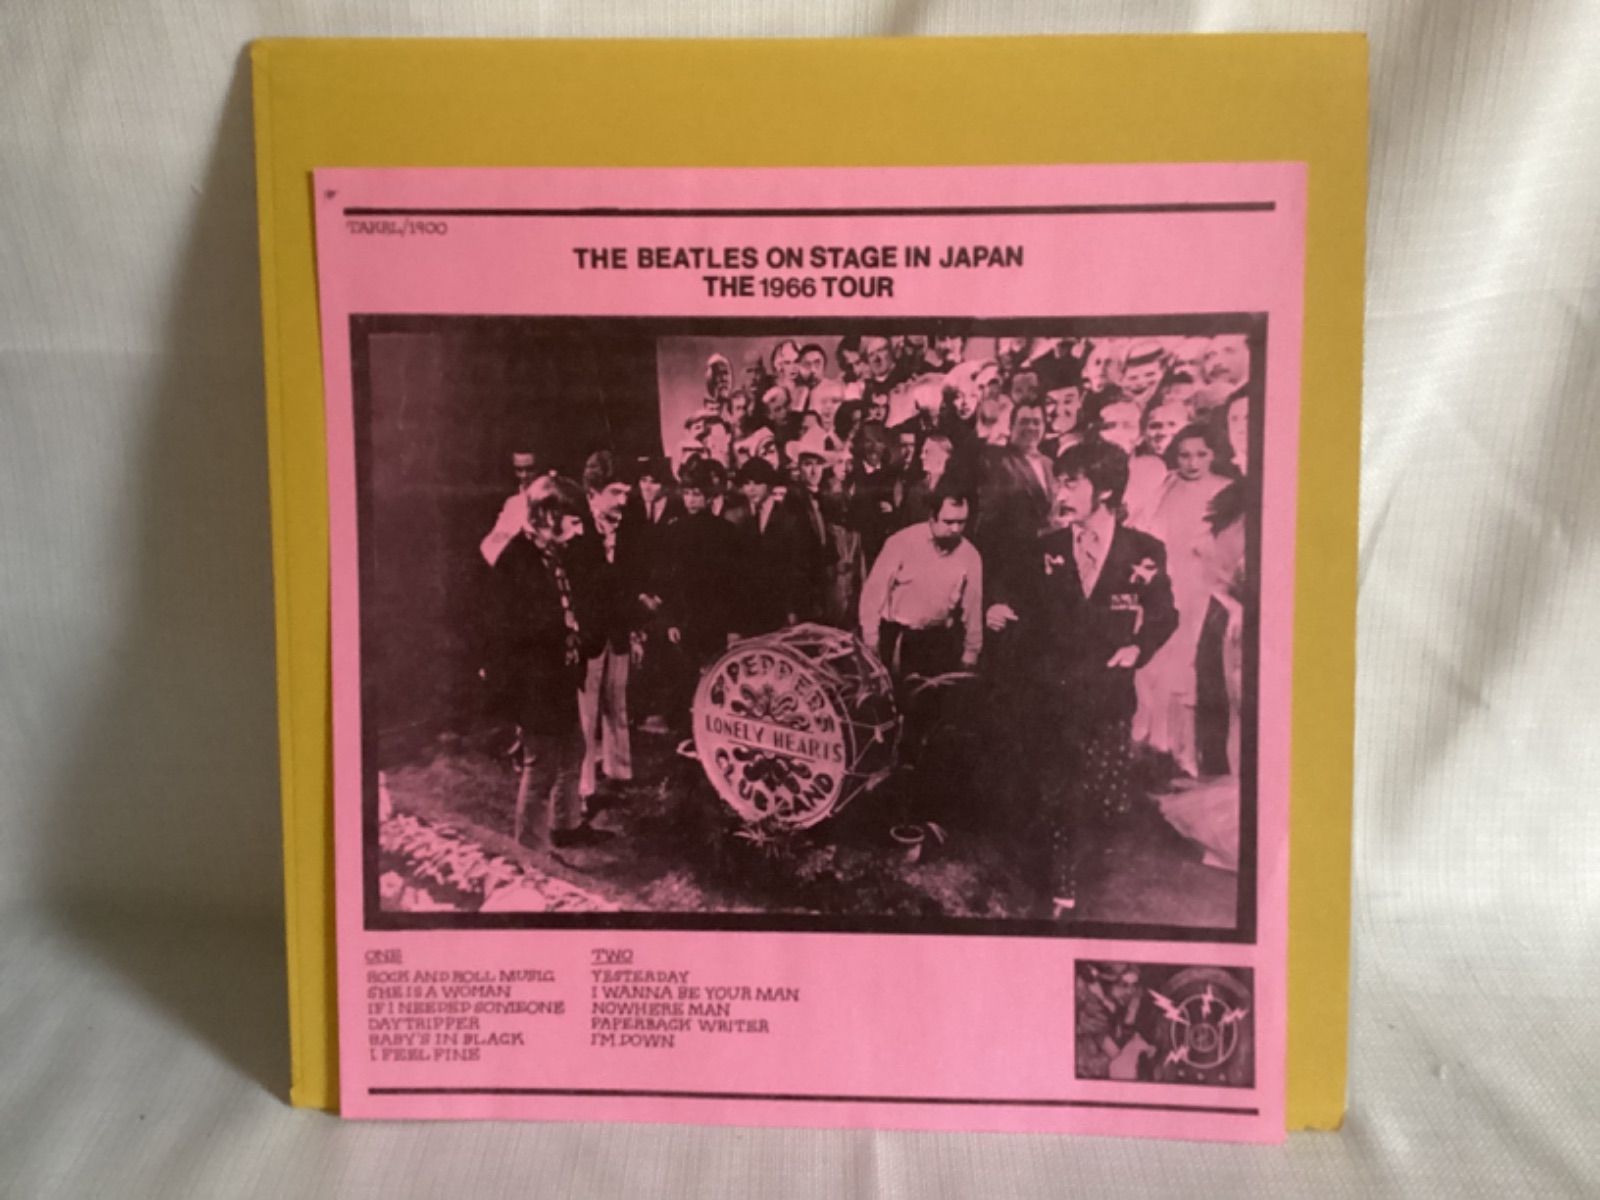 TAKRL/1900
THE BEATLES ON STAGE IN JAPAN
THE 1966 TOUR
SGT PEPPER'S
LONELY HEARTS
CLUB BAND
ONE
ROCK AND ROLL MUSIC
SHE IS A WOMAN
IF I NEEDED SOMEONE
DAYTRIPPER
BABY'S IN BLACK
I FEEL FINE
TWO
YESTERDAY
I WANNA BE YOUR MAN
NOWHERE MAN
PAPERBACK WRITER
I'M DOWN